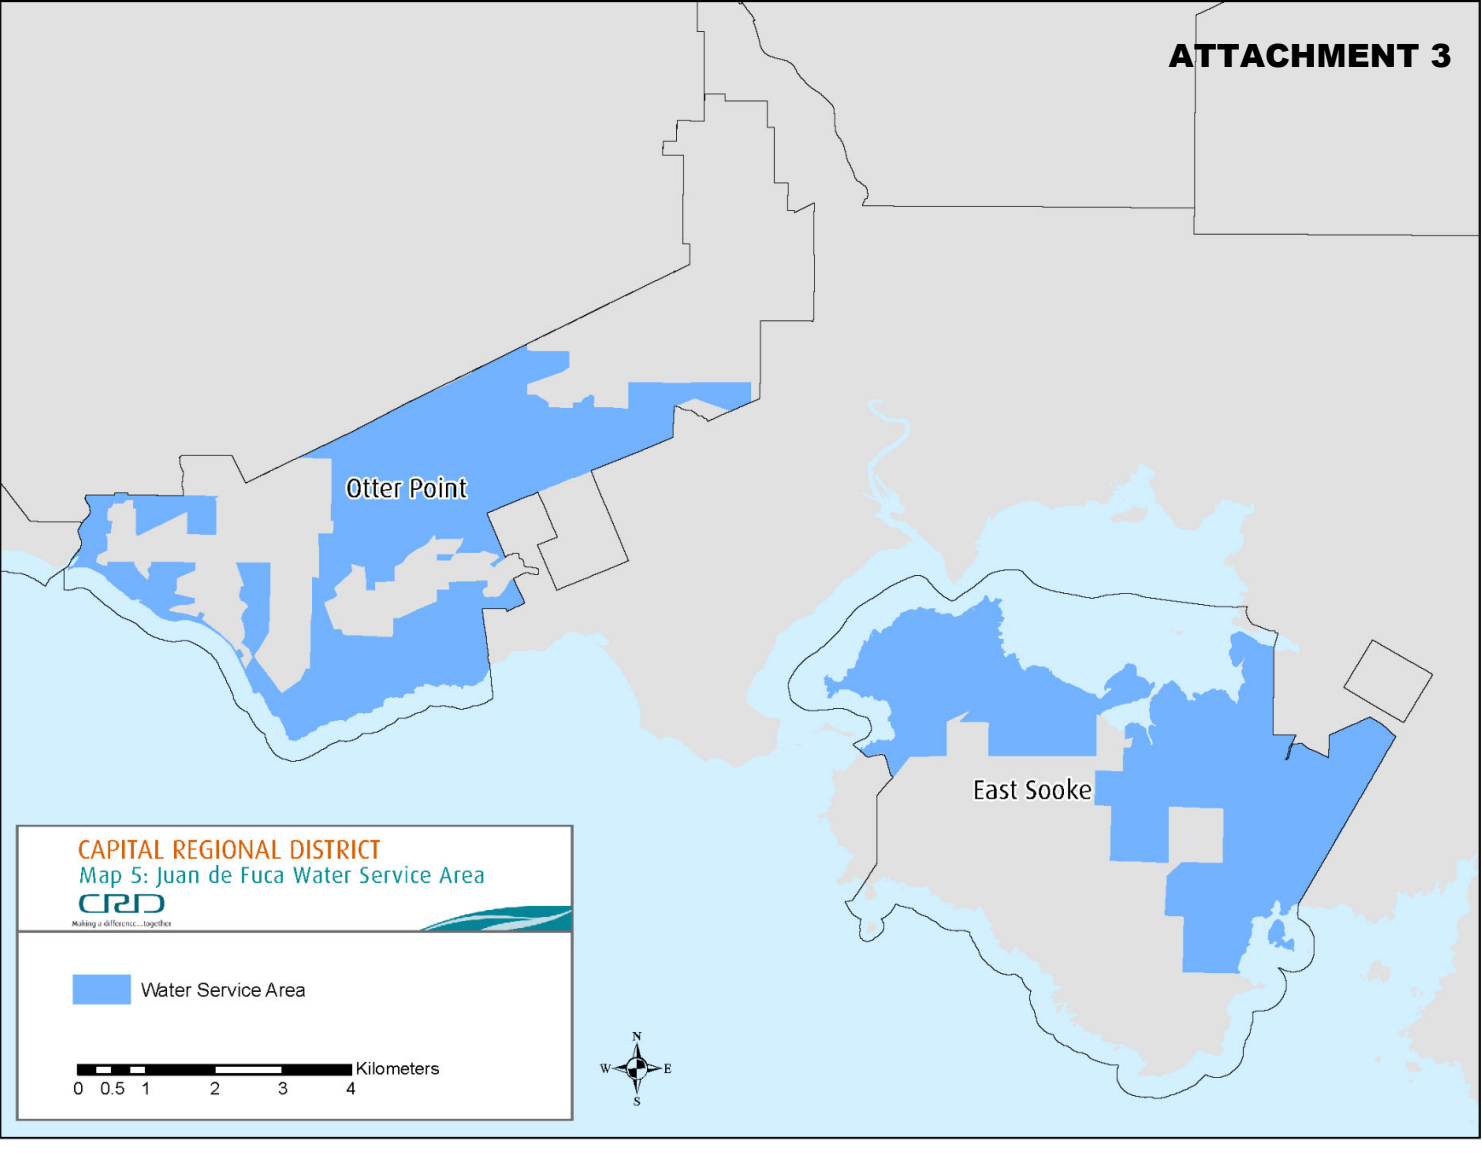 ATTACHMENT 3
Otter Point
East Sooke
CAPITAL REGIONAL DISTRICT
Map 5: Juan de Fuca Water Service Area
CRD
Making a difference...together
Water Service Area
Kilometers
0 0.5 1 2 3 4
N
W E
S